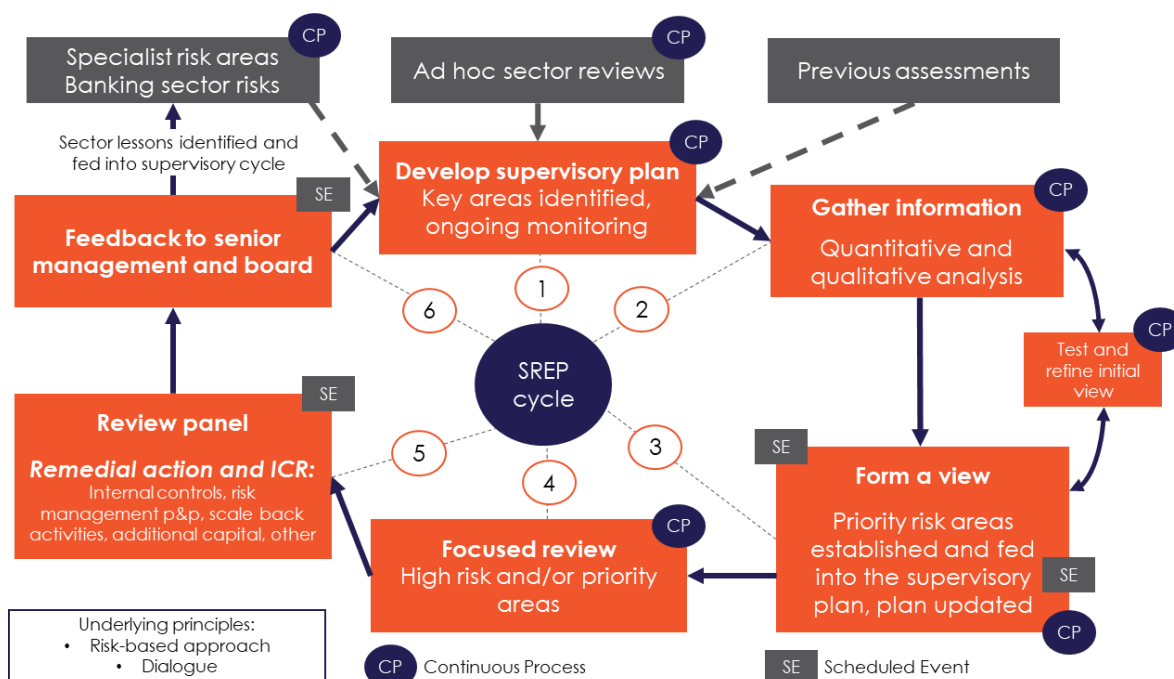 CP
Specialist risk areas
Banking sector risks
CP
Ad hoc sector reviews
Previous assessments
Sector lessons identified and
fed into supervisory cycle
CP
Develop supervisory plan
Key areas identified,
ongoing monitoring
SE
Feedback to senior
management and board
CP
Gather information
Quantitative and
qualitative analysis
1
2
6
SREP
cycle
CP
Test and
refine initial
view
SE
Review panel
Remedial action and ICR:
Internal controls, risk
management p&p, scale back
activities, additional capital, other
5
4
3
SE
Form a view
Priority risk areas
established and fed
into the supervisory
plan, plan updated
SE
CP
CP
Focused review
High risk and/or priority
areas
Underlying principles:
• Risk-based approach
• Dialogue
CP Continuous Process
SE Scheduled Event